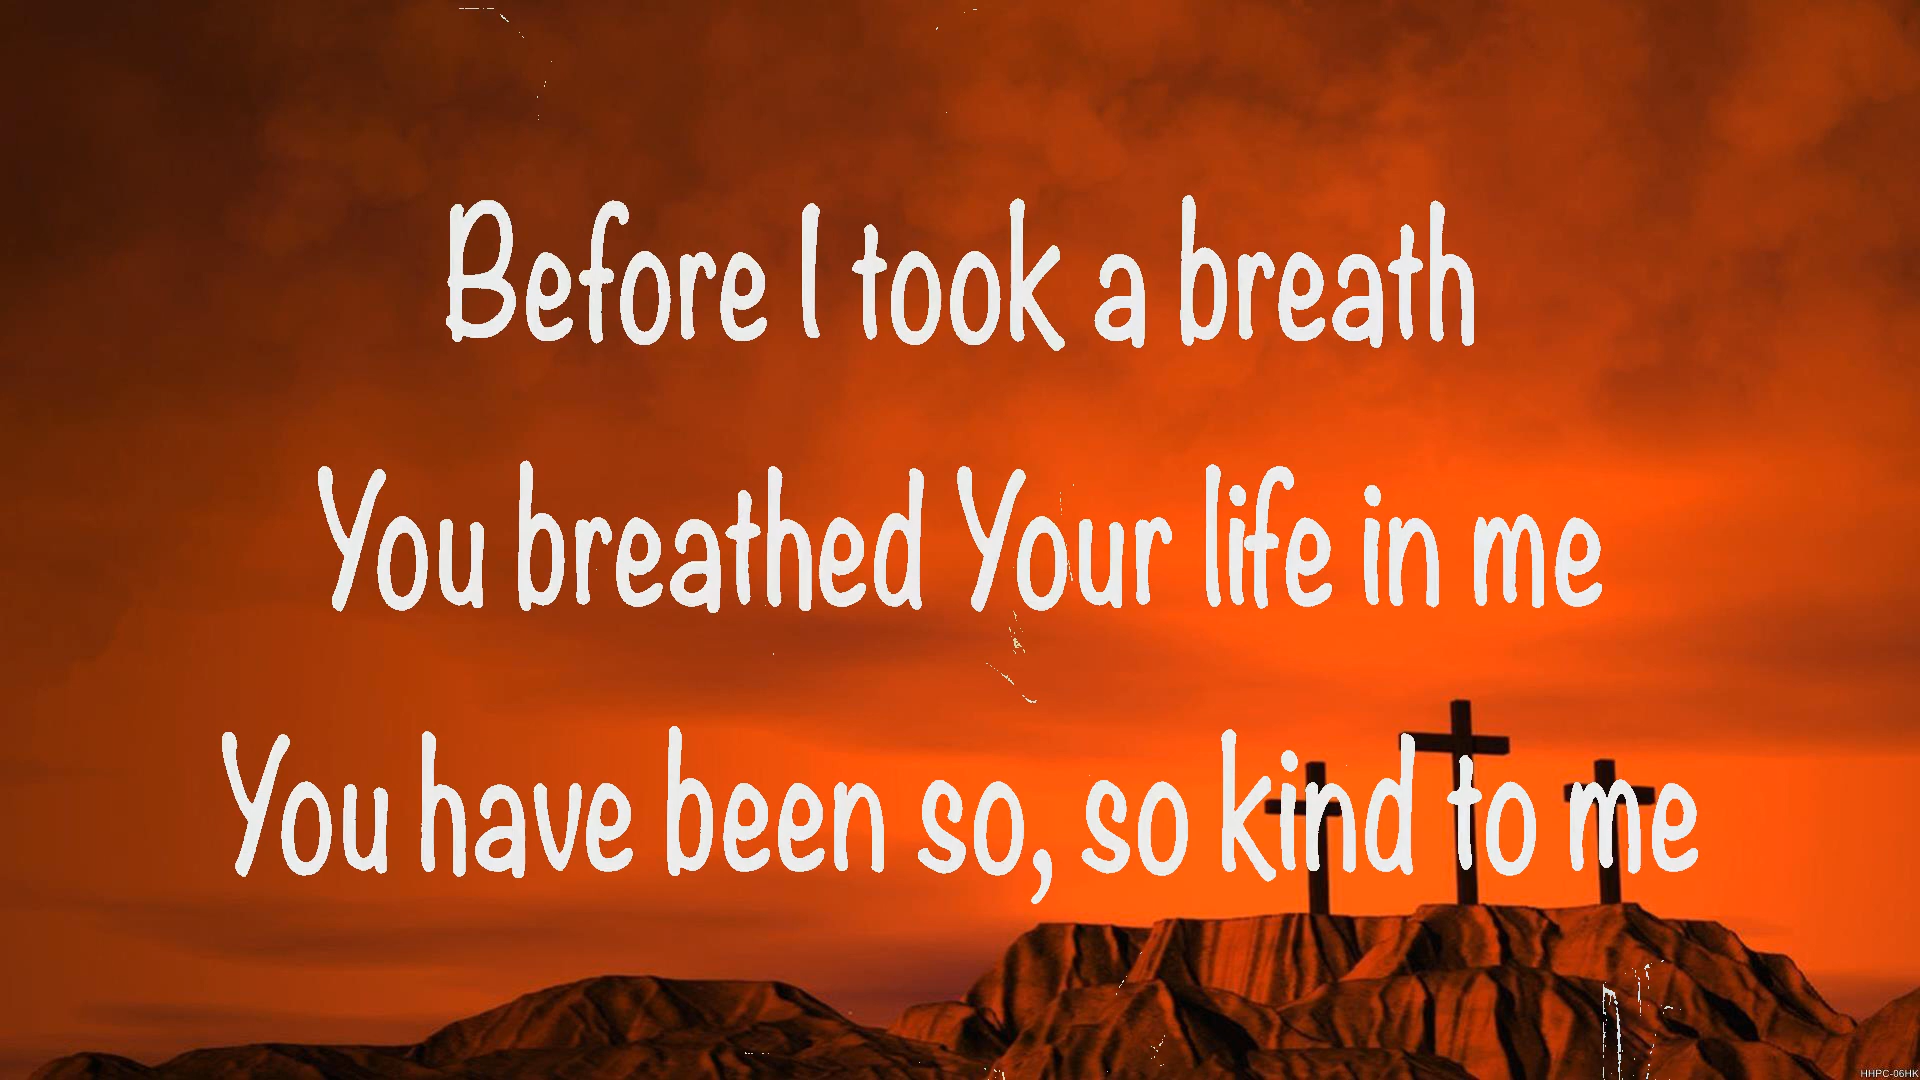 Before I took a breath
You breathed Your life in me
You have been so, so kind to me
HHPC-06HK